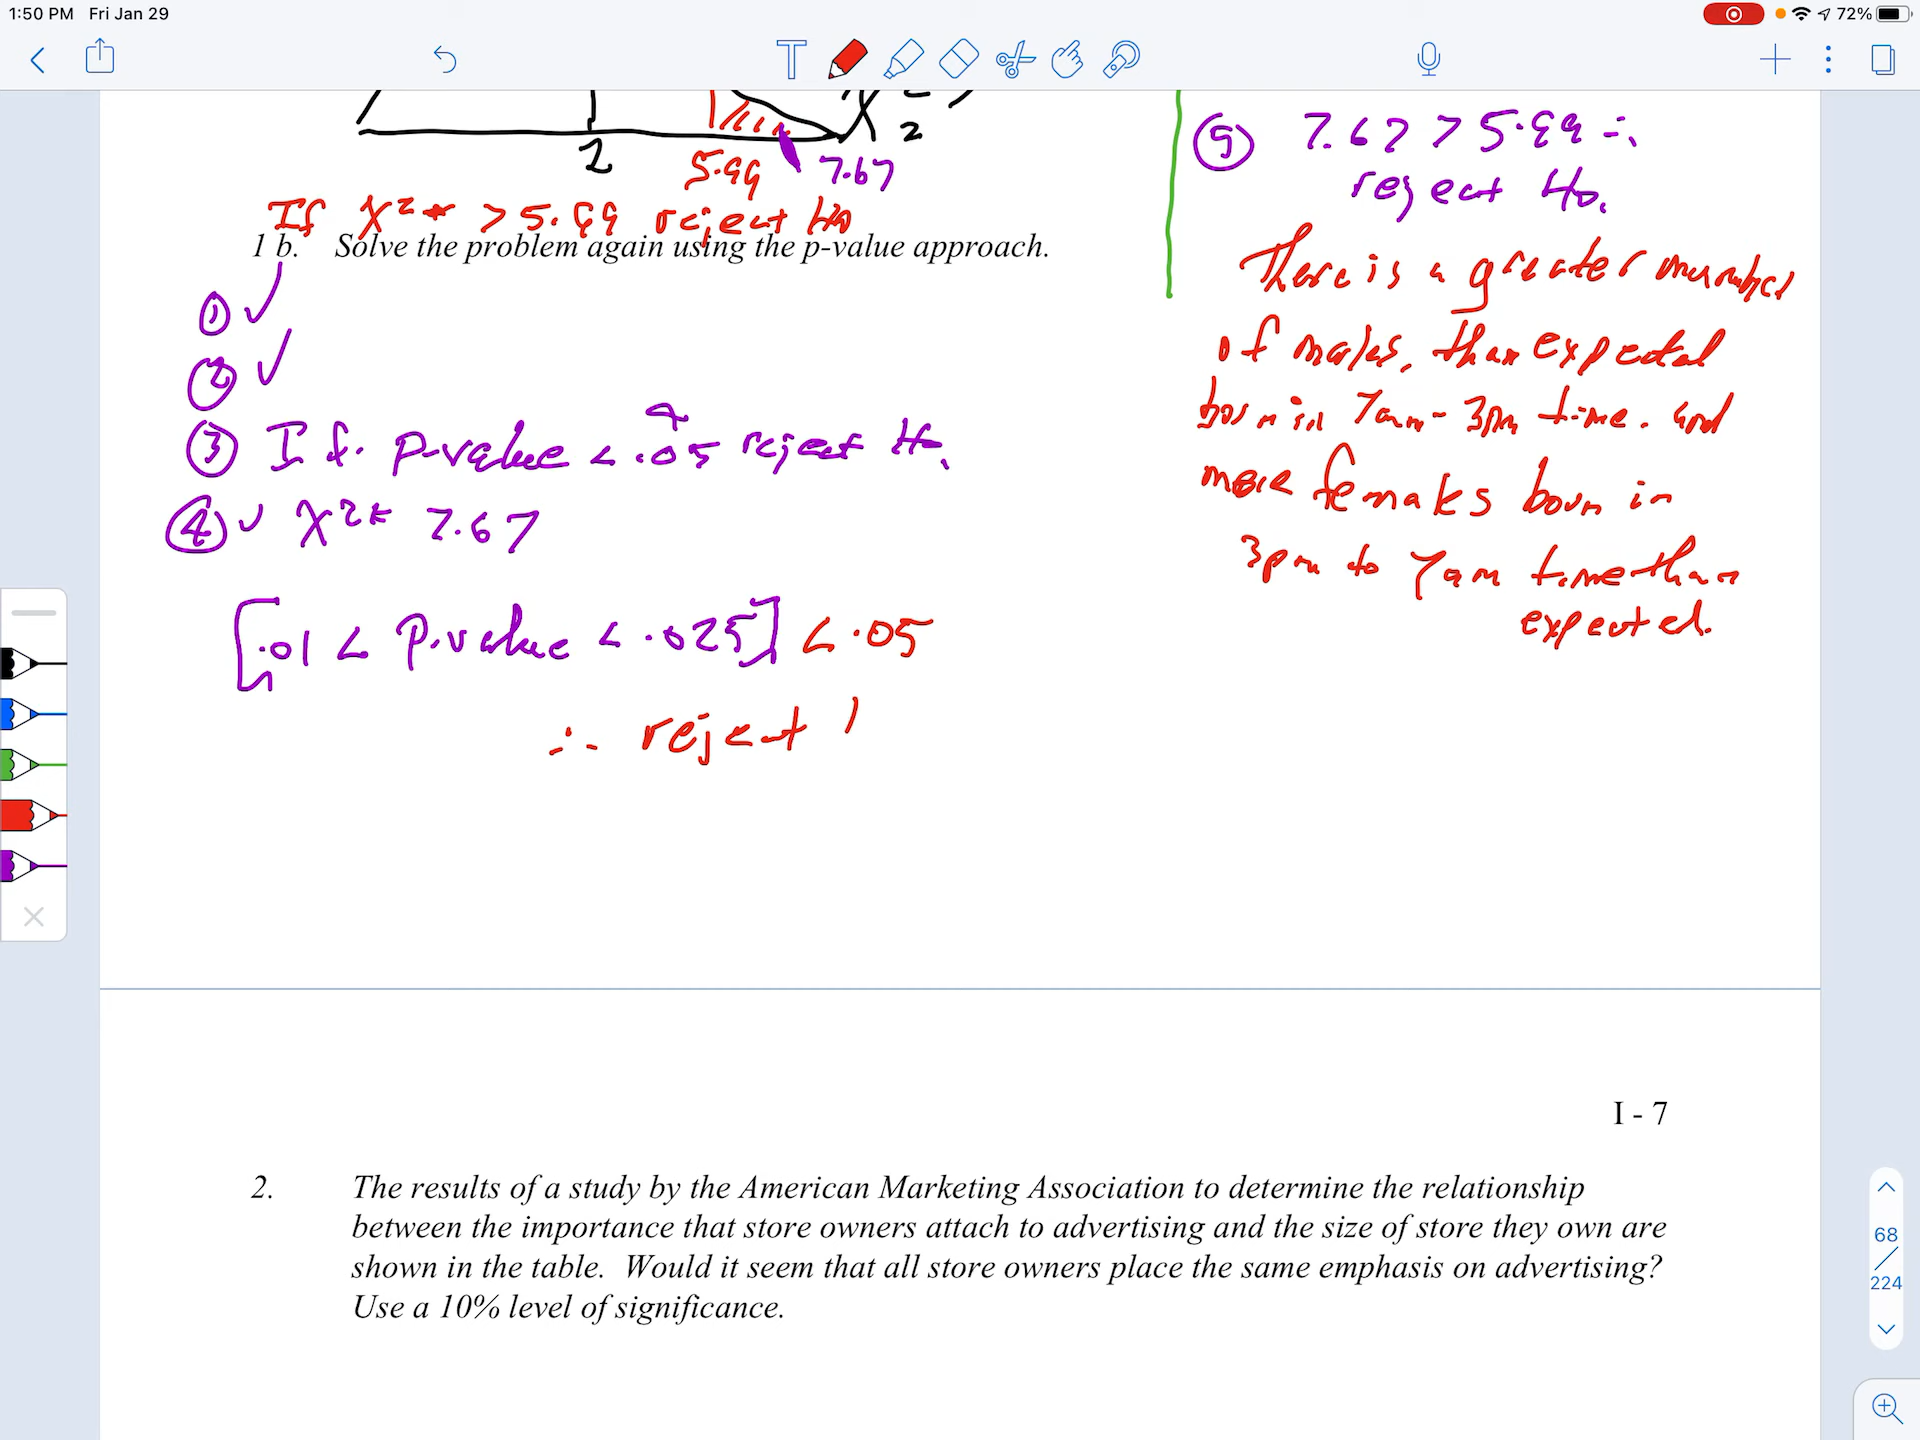 1:50 PM Fri Jan 29
72%
2
2
5.99
7.67
If X²* > 5.99 reject Ho
1 b. Solve the problem again using the p-value approach.
① ✓
② ✓
③ If p-value < .05 reject Ho.
④ ✓ X²* 7.67
[.01 < p.value < .025] < .05
∴ reject
⑤ 7.67 > 5.99 ∴
reject Ho.
There is a greater number
of males, than expected
born in 7am - 3pm time. and
more females born in
3pm to 7am time than
expected.
I - 7
2. The results of a study by the American Marketing Association to determine the relationship
between the importance that store owners attach to advertising and the size of store they own are
shown in the table. Would it seem that all store owners place the same emphasis on advertising?
Use a 10% level of significance.
68
224